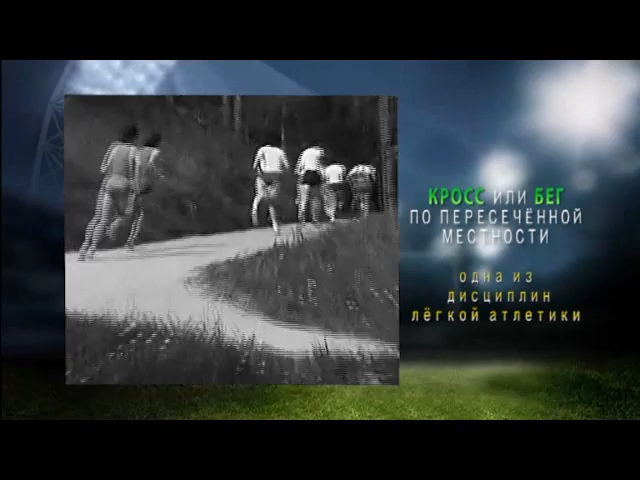 КРОСС ИЛИ БЕГ
ПО ПЕРЕСЕЧЁННОЙ
МЕСТНОСТИ
ОДНА ИЗ
ДИСЦИПЛИН
ЛЁГКОЙ АТЛЕТИКИ